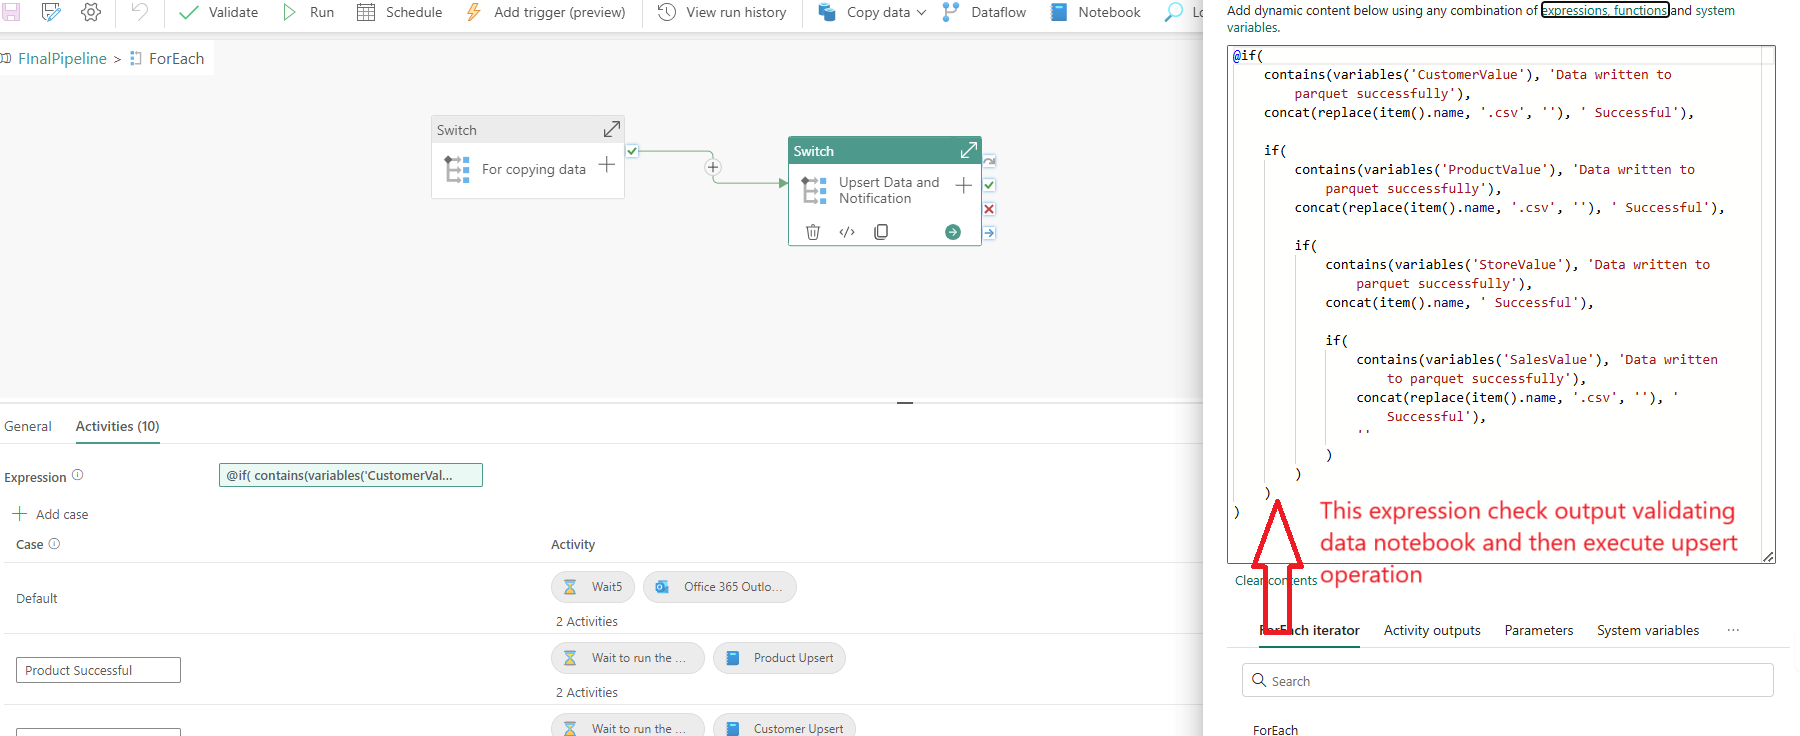 Validate
Run
Schedule
Add trigger (preview)
View run history
Copy data
Dataflow
Notebook
FInalPipeline > ForEach
Switch
For copying data
Switch
Upsert Data and
Notification
General
Activities (10)
Expression
@if( contains(variables('CustomerVal...
Add case
Case
Activity
Default
Wait5
Office 365 Outlo...
2 Activities
Product Successful
Wait to run the ...
Product Upsert
2 Activities
Wait to run the ...
Customer Upsert
Add dynamic content below using any combination of expressions, functions and system
variables.
@if(
contains(variables('CustomerValue'), 'Data written to
parquet successfully'),
concat(replace(item().name, '.csv', ''), ' Successful'),
if(
contains(variables('ProductValue'), 'Data written to
parquet successfully'),
concat(replace(item().name, '.csv', ''), ' Successful'),
if(
contains(variables('StoreValue'), 'Data written to
parquet successfully'),
concat(item().name, ' Successful'),
if(
contains(variables('SalesValue'), 'Data written
to parquet successfully'),
concat(replace(item().name, '.csv', ''), '
Successful'),
''
)
)
)
)
This expression check output validating
data notebook and then execute upsert
operation
Clear contents
ForEach iterator
Activity outputs
Parameters
System variables
...
Search
ForEach